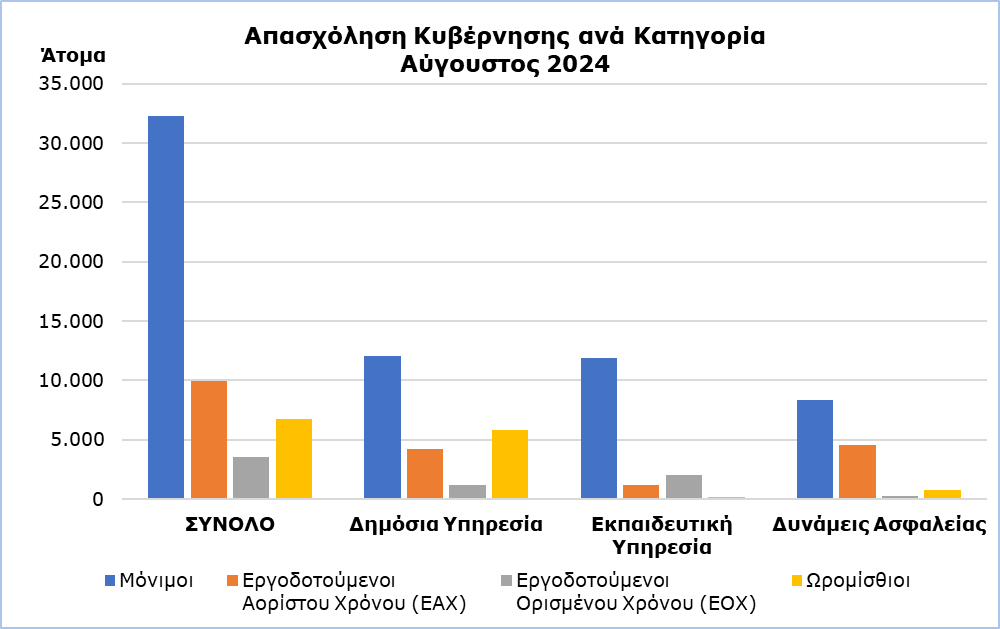 Απασχόληση Κυβέρνησης ανά Κατηγορία
Αύγουστος 2024
Άτομα
35.000
30.000
25.000
20.000
15.000
10.000
5.000
0
ΣΥΝΟΛΟ
Δημόσια Υπηρεσία
Εκπαιδευτική
Υπηρεσία
Δυνάμεις Ασφαλείας
Μόνιμοι
Εργοδοτούμενοι
Αορίστου Χρόνου (ΕΑΧ)
Εργοδοτούμενοι
Ορισμένου Χρόνου (ΕΟΧ)
Ωρομίσθιοι